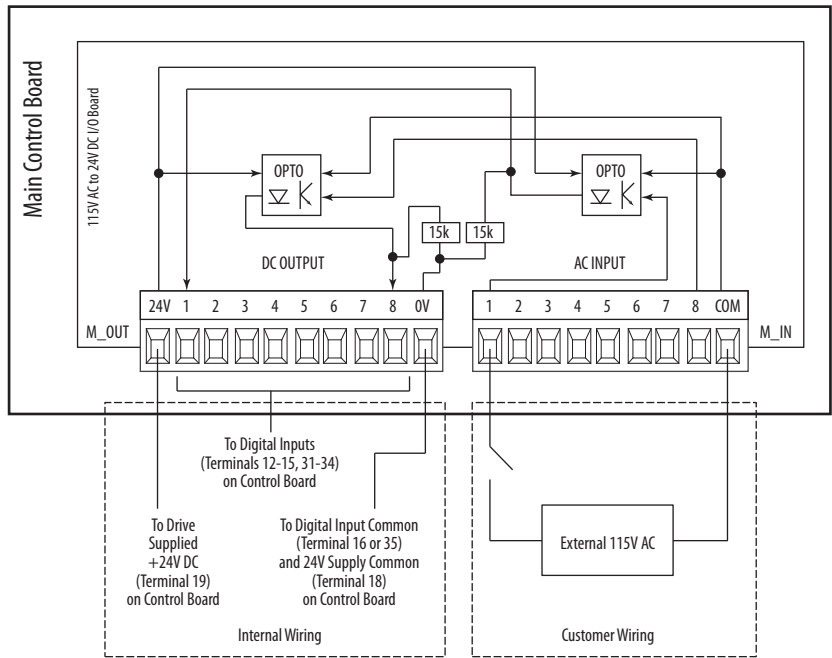 Main Control Board
115V AC to 24V DC I/O Board
OPTO
OPTO
15k
15k
DC OUTPUT
AC INPUT
24V 1 2 3 4 5 6 7 8 0V
1 2 3 4 5 6 7 8 COM
M_OUT
M_IN
To Digital Inputs
(Terminals 12-15, 31-34)
on Control Board
To Drive
Supplied
+24V DC
(Terminal 19)
on Control Board
To Digital Input Common
(Terminal 16 or 35)
and 24V Supply Common
(Terminal 18)
on Control Board
External 115V AC
Internal Wiring
Customer Wiring